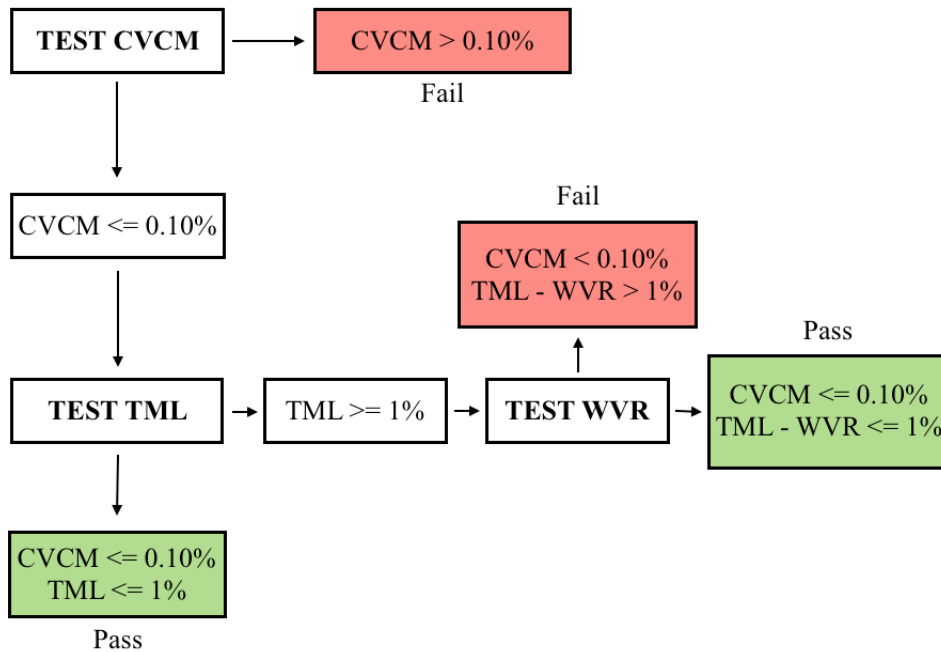 TEST CVCM
CVCM > 0.10%
Fail
CVCM <= 0.10%
Fail
CVCM < 0.10%
TML - WVR > 1%
TEST TML
TML >= 1%
TEST WVR
Pass
CVCM <= 0.10%
TML - WVR <= 1%
CVCM <= 0.10%
TML <= 1%
Pass